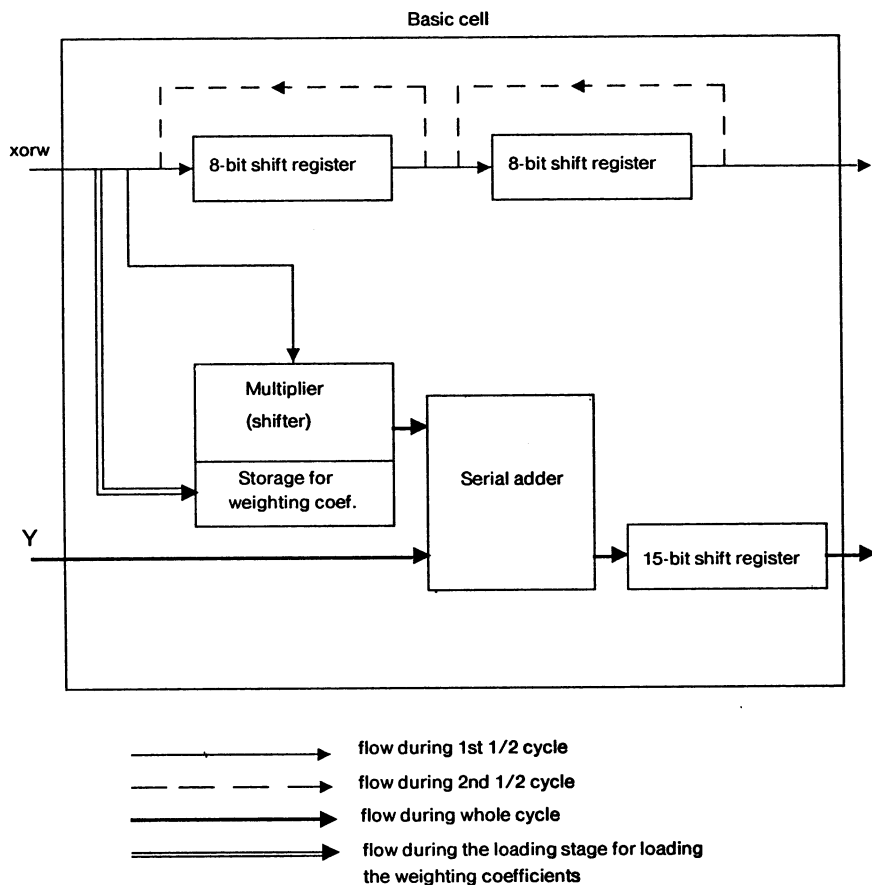 Basic cell
xorw
8-bit shift register
8-bit shift register
Multiplier
(shifter)
Storage for
weighting coef.
Serial adder
Y
15-bit shift register
flow during 1st 1/2 cycle
flow during 2nd 1/2 cycle
flow during whole cycle
flow during the loading stage for loading
the weighting coefficients